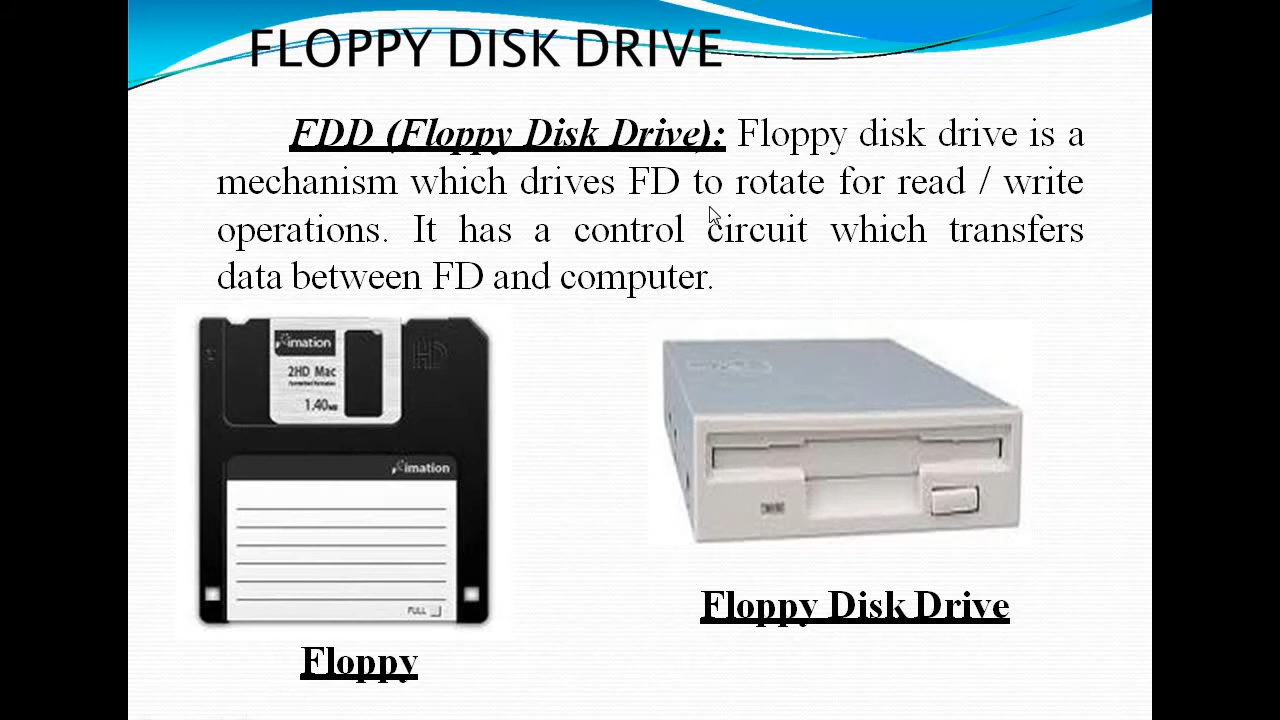 FLOPPY DISK DRIVE
FDD (Floppy Disk Drive): Floppy disk drive is a
mechanism which drives FD to rotate for read / write
operations. It has a control circuit which transfers
data between FD and computer.
imation
2HD Mac
1.40MB
HD
imation
FULL
Floppy Disk Drive
Floppy